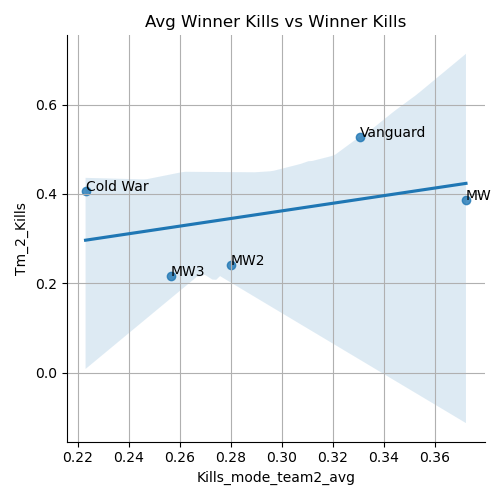 Avg Winner Kills vs Winner Kills
Tm_2_Kills
0.6
0.4
0.2
0.0
Vanguard
Cold War
MW
MW2
MW3
0.22 0.24 0.26 0.28 0.30 0.32 0.34 0.36
Kills_mode_team2_avg